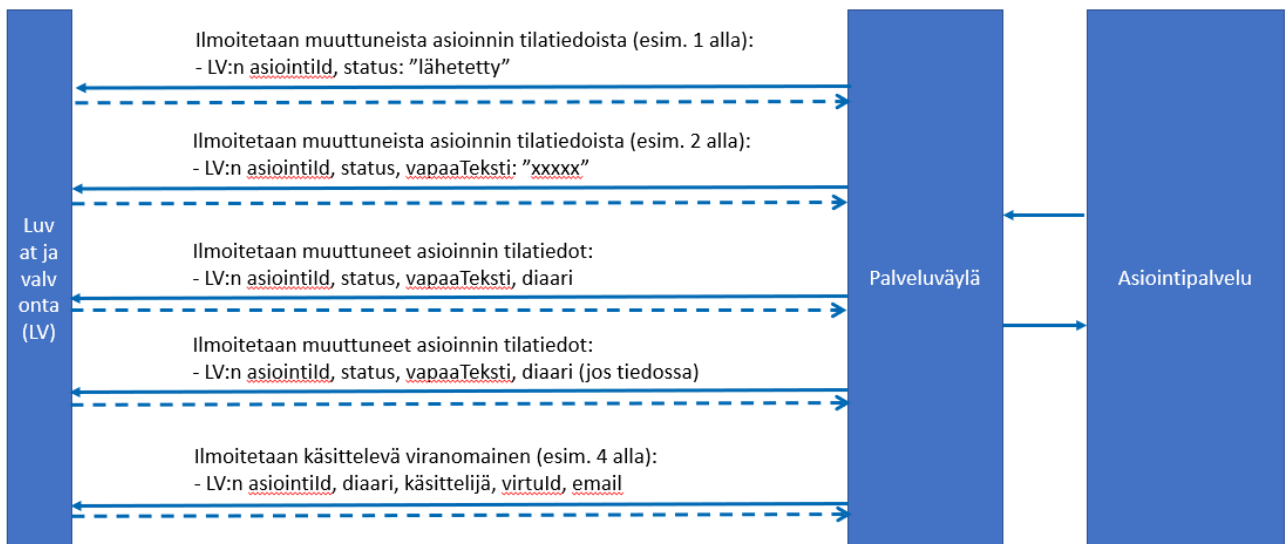 Ilmoitetaan muuttuneista asioinnin tilatiedoista (esim. 1 alla):
- LV:n asiointiId, status: ”lähetetty”
Ilmoitetaan muuttuneista asioinnin tilatiedoista (esim. 2 alla):
- LV:n asiointiId, status, vapaaTeksti: ”xxxxx”
Luv
at ja
valv
onta
(LV)
Ilmoitetaan muuttuneet asioinnin tilatiedot:
- LV:n asiointiId, status, vapaaTeksti, diaari
Palveluväylä
Asiointipalvelu
Ilmoitetaan muuttuneet asioinnin tilatiedot:
- LV:n asiointiId, status, vapaaTeksti, diaari (jos tiedossa)
Ilmoitetaan käsittelevä viranomainen (esim. 4 alla):
- LV:n asiointiId, diaari, käsittelijä, virtuId, email